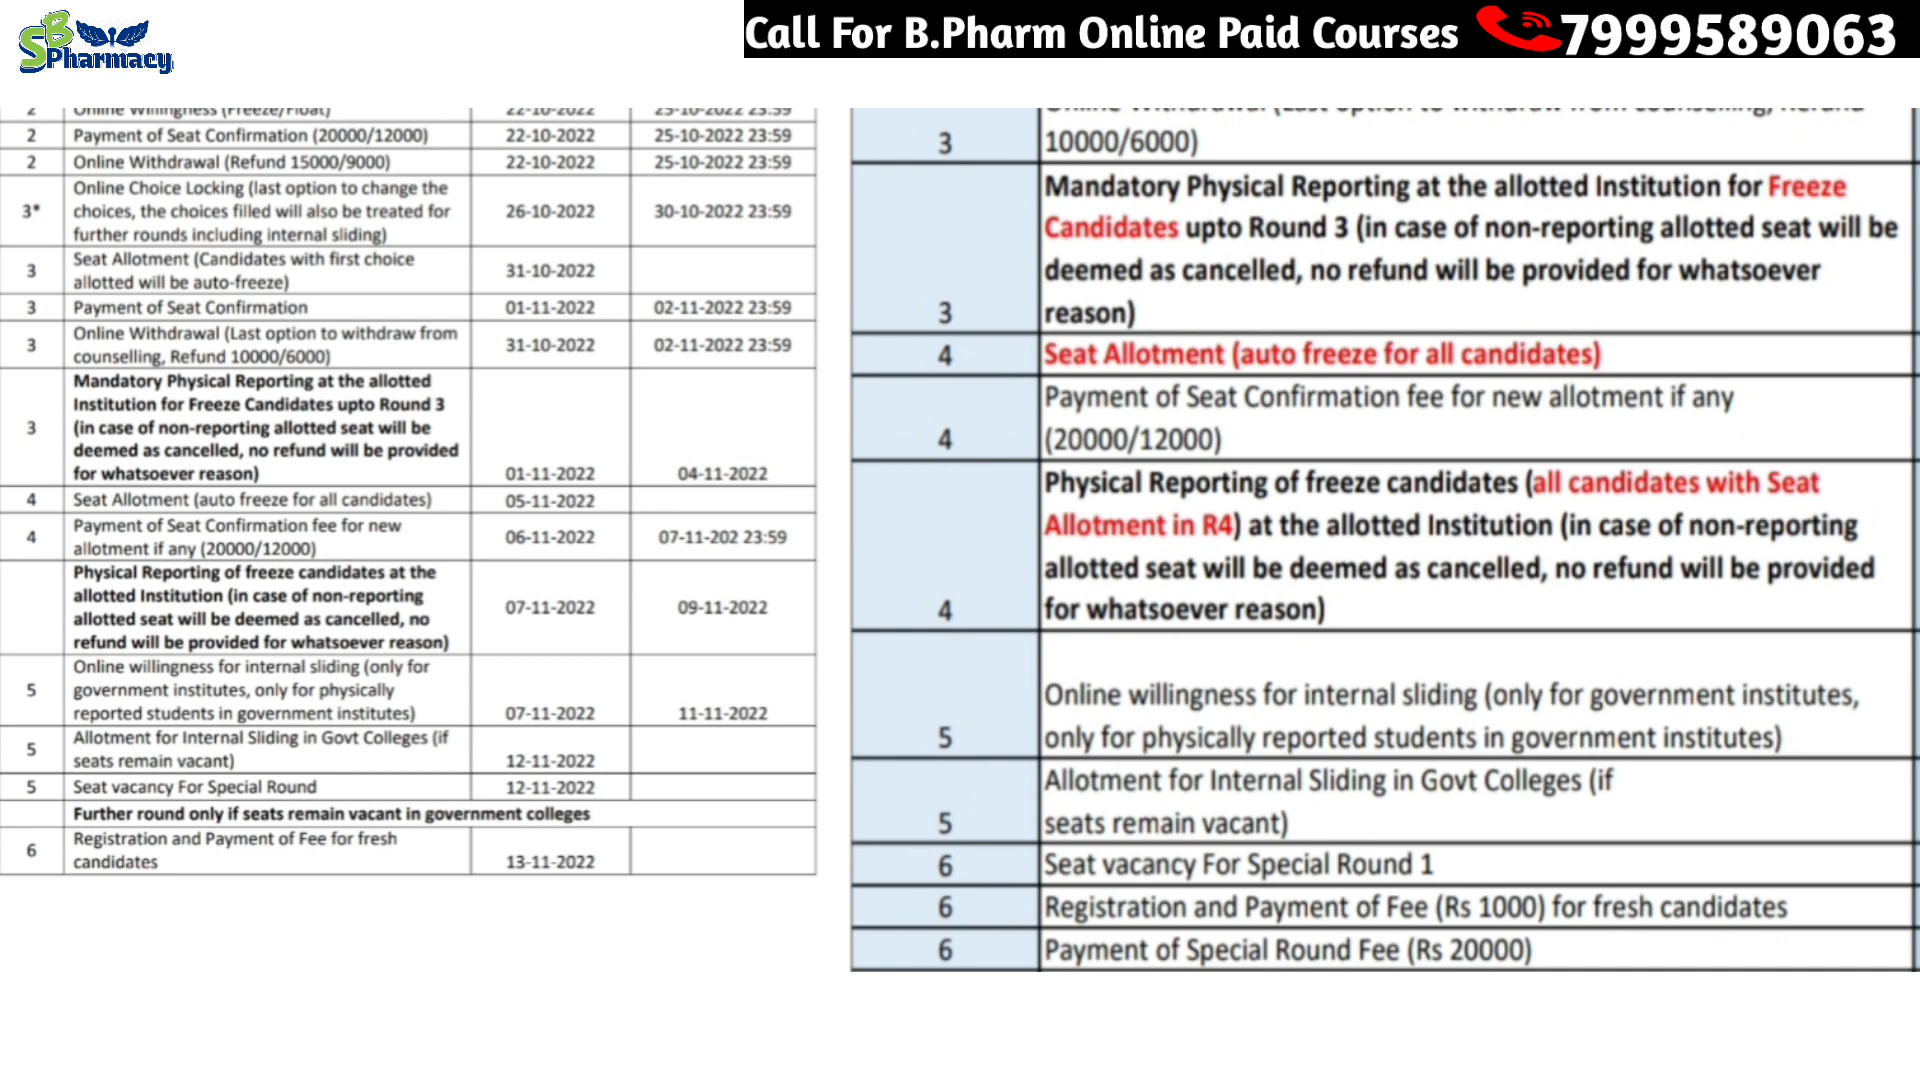 SB Pharmacy
Call For B.Pharm Online Paid Courses 7999589063
2 Online Willingness (Freeze/Float) 22-10-2022 25-10-2022 23:59
2 Payment of Seat Confirmation (20000/12000) 22-10-2022 25-10-2022 23:59
2 Online Withdrawal (Refund 15000/9000) 22-10-2022 25-10-2022 23:59
Online Choice Locking (last option to change the
3* choices, the choices filled will also be treated for 26-10-2022 30-10-2022 23:59
further rounds including internal sliding)
Seat Allotment (Candidates with first choice
3 allotted will be auto-freeze) 31-10-2022
3 Payment of Seat Confirmation 01-11-2022 02-11-2022 23:59
Online Withdrawal (Last option to withdraw from
3 counselling, Refund 10000/6000) 31-10-2022 02-11-2022 23:59
Mandatory Physical Reporting at the allotted
Institution for Freeze Candidates upto Round 3
3 (in case of non-reporting allotted seat will be
deemed as cancelled, no refund will be provided
for whatsoever reason) 01-11-2022 04-11-2022
4 Seat Allotment (auto freeze for all candidates) 05-11-2022
Payment of Seat Confirmation fee for new
4 allotment if any (20000/12000) 06-11-2022 07-11-202 23:59
Physical Reporting of freeze candidates at the
allotted Institution (in case of non-reporting 07-11-2022 09-11-2022
allotted seat will be deemed as cancelled, no
refund will be provided for whatsoever reason)
Online willingness for internal sliding (only for
5 government institutes, only for physically
reported students in government institutes) 07-11-2022 11-11-2022
Allotment for Internal Sliding in Govt Colleges (if
5 seats remain vacant) 12-11-2022
5 Seat vacancy For Special Round 12-11-2022
Further round only if seats remain vacant in government colleges
Registration and Payment of Fee for fresh
6 candidates 13-11-2022
Online Withdrawal (Last option to withdraw from counselling, Refund
3 10000/6000)
Mandatory Physical Reporting at the allotted Institution for Freeze
Candidates upto Round 3 (in case of non-reporting allotted seat will be
deemed as cancelled, no refund will be provided for whatsoever
3 reason)
4 Seat Allotment (auto freeze for all candidates)
Payment of Seat Confirmation fee for new allotment if any
4 (20000/12000)
Physical Reporting of freeze candidates (all candidates with Seat
Allotment in R4) at the allotted Institution (in case of non-reporting
allotted seat will be deemed as cancelled, no refund will be provided
4 for whatsoever reason)
Online willingness for internal sliding (only for government institutes,
5 only for physically reported students in government institutes)
Allotment for Internal Sliding in Govt Colleges (if
5 seats remain vacant)
6 Seat vacancy For Special Round 1
6 Registration and Payment of Fee (Rs 1000) for fresh candidates
6 Payment of Special Round Fee (Rs 20000)